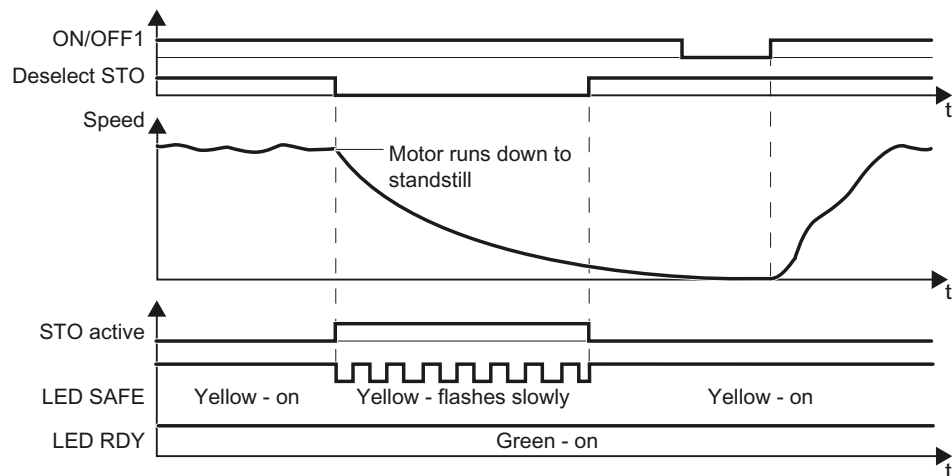 ON/OFF1
Deselect STO
t
Speed
Motor runs down to
standstill
t
STO active
LED SAFE
Yellow - on
Yellow - flashes slowly
Yellow - on
LED RDY
Green - on
t